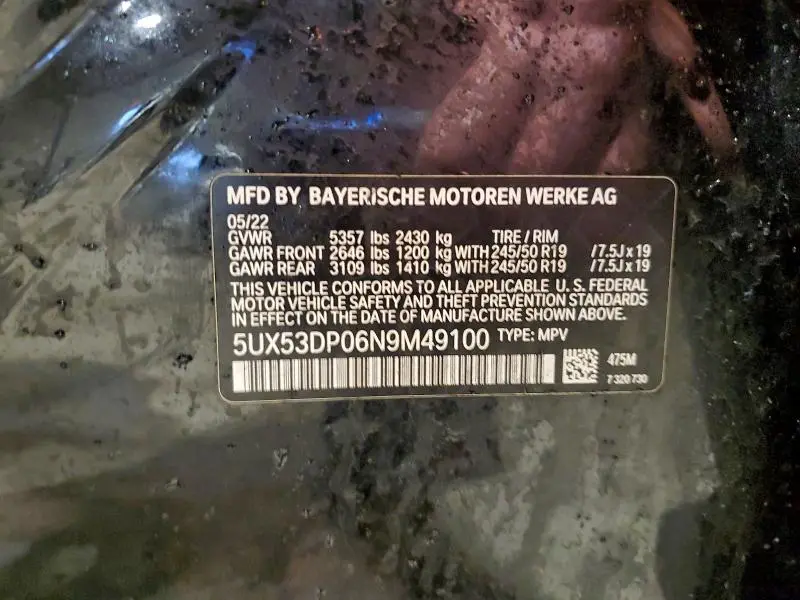 MFD BY BAYERISCHE MOTOREN WERKE AG
05/22
GVWR 5357 lbs 2430 kg TIRE / RIM
GAWR FRONT 2646 lbs 1200 kg WITH 245/50 R19 /7.5J x 19
GAWR REAR 3109 lbs 1410 kg WITH 245/50 R19 /7.5J x 19
THIS VEHICLE CONFORMS TO ALL APPLICABLE U. S. FEDERAL
MOTOR VEHICLE SAFETY AND THEFT PREVENTION STANDARDS
IN EFFECT ON THE DATE OF MANUFACTURE SHOWN ABOVE.
5UX53DP06N9M49100 TYPE: MPV
475M
7 320 730